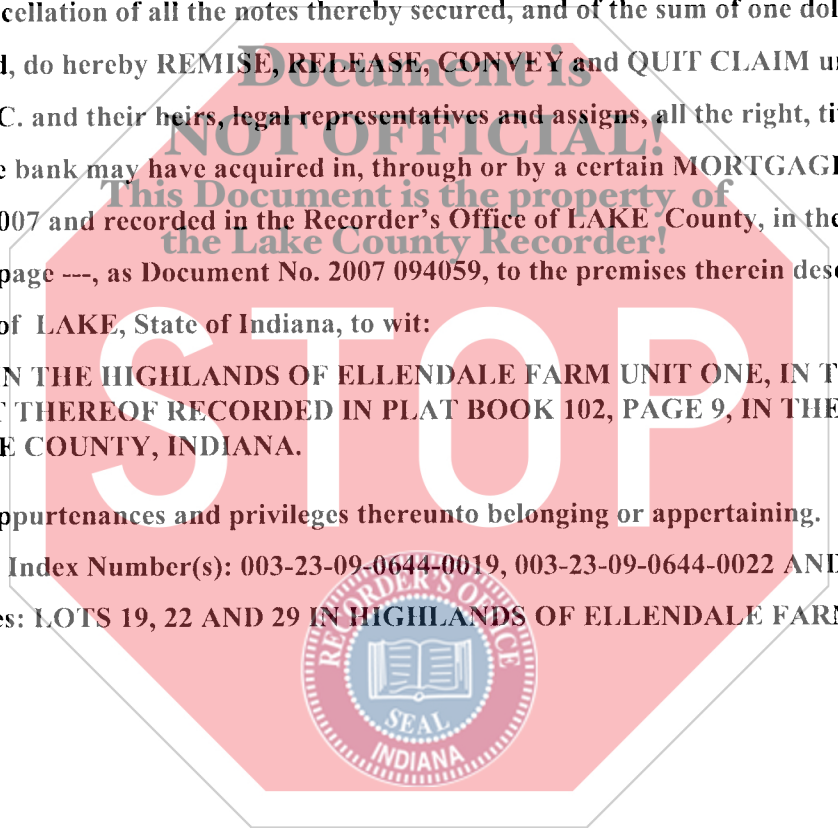 cellation of all the notes thereby secured, and of the sum of one dol
d, do hereby REMISE, RELEASE, CONVEY and QUIT CLAIM u
Document is
C. and their heirs, legal representatives and assigns, all the right, ti
NOT OFFICIAL!
e bank may have acquired in, through or by a certain MORTGAGE
This Document is the property of
007 and recorded in the Recorder's Office of LAKE County, in the
the Lake County Recorder!
page ---, as Document No. 2007 094059, to the premises therein desc
of LAKE, State of Indiana, to wit:
STOP
N THE HIGHLANDS OF ELLENDALE FARM UNIT ONE, IN T
T THEREOF RECORDED IN PLAT BOOK 102, PAGE 9, IN THE
E COUNTY, INDIANA.
ppurtenances and privileges thereunto belonging or appertaining.
Index Number(s): 003-23-09-0644-0019, 003-23-09-0644-0022 AND
es: LOTS 19, 22 AND 29 IN HIGHLANDS OF ELLENDALE FARM
RECORDER'S OFFICE
SEAL
INDIANA